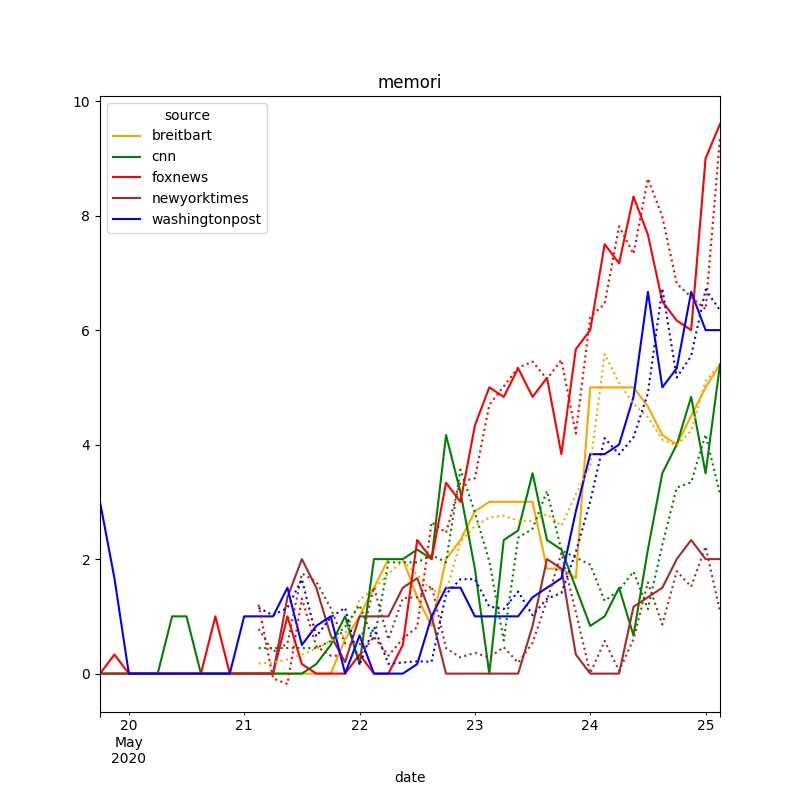 memori
source
breitbart
cnn
foxnews
newyorktimes
washingtonpost
10
8
6
4
2
0
20 21 22 23 24 25
May
2020
date